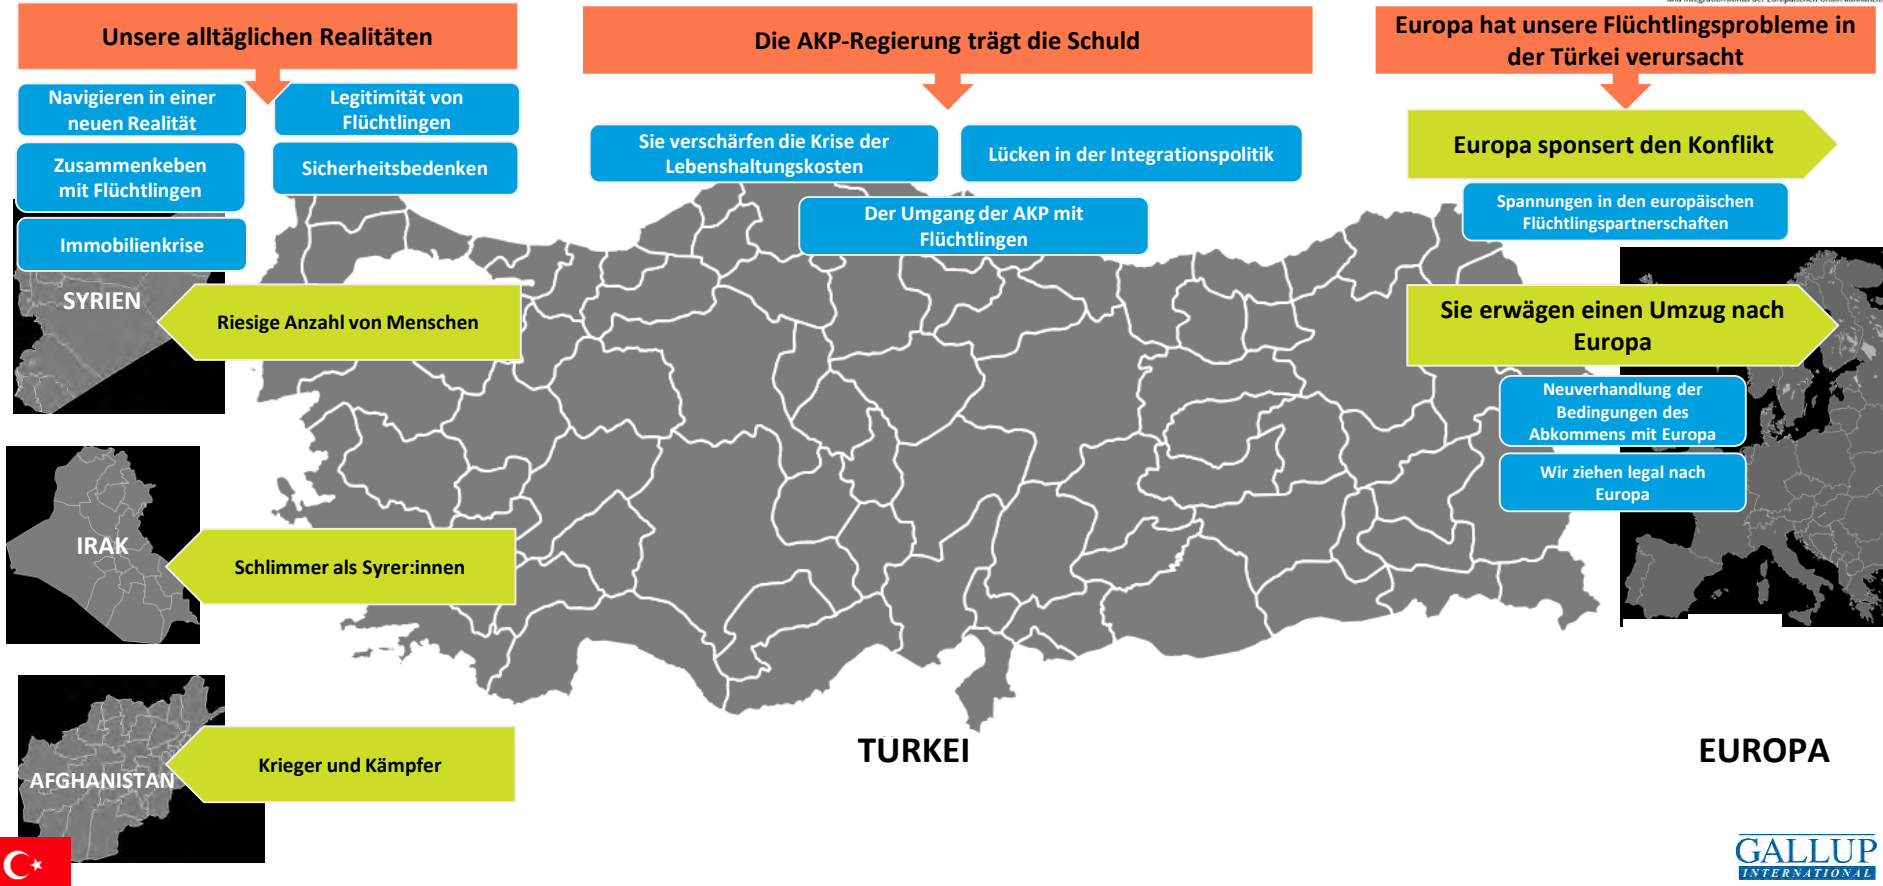 Unsere alltäglichen Realitäten
Navigieren in einer
neuen Realität
Legitimität von
Flüchtlingen
Zusammenkeben
mit Flüchtlingen
Sicherheitsbedenken
Immobilienkrise
SYRIEN
Riesige Anzahl von Menschen
IRAK
Schlimmer als Syrer:innen
AFGHANISTAN
Krieger und Kämpfer
Die AKP-Regierung trägt die Schuld
Sie verschärfen die Krise der
Lebenshaltungskosten
Lücken in der Integrationspolitik
Der Umgang der AKP mit
Flüchtlingen
TÜRKEI
Europa hat unsere Flüchtlingsprobleme in
der Türkei verursacht
Europa sponsert den Konflikt
Spannungen in den europäischen
Flüchtlingspartnerschaften
Sie erwägen einen Umzug nach
Europa
Neuverhandlung der
Bedingungen des
Abkommens mit Europa
Wir ziehen legal nach
Europa
EUROPA
GALLUP
INTERNATIONAL